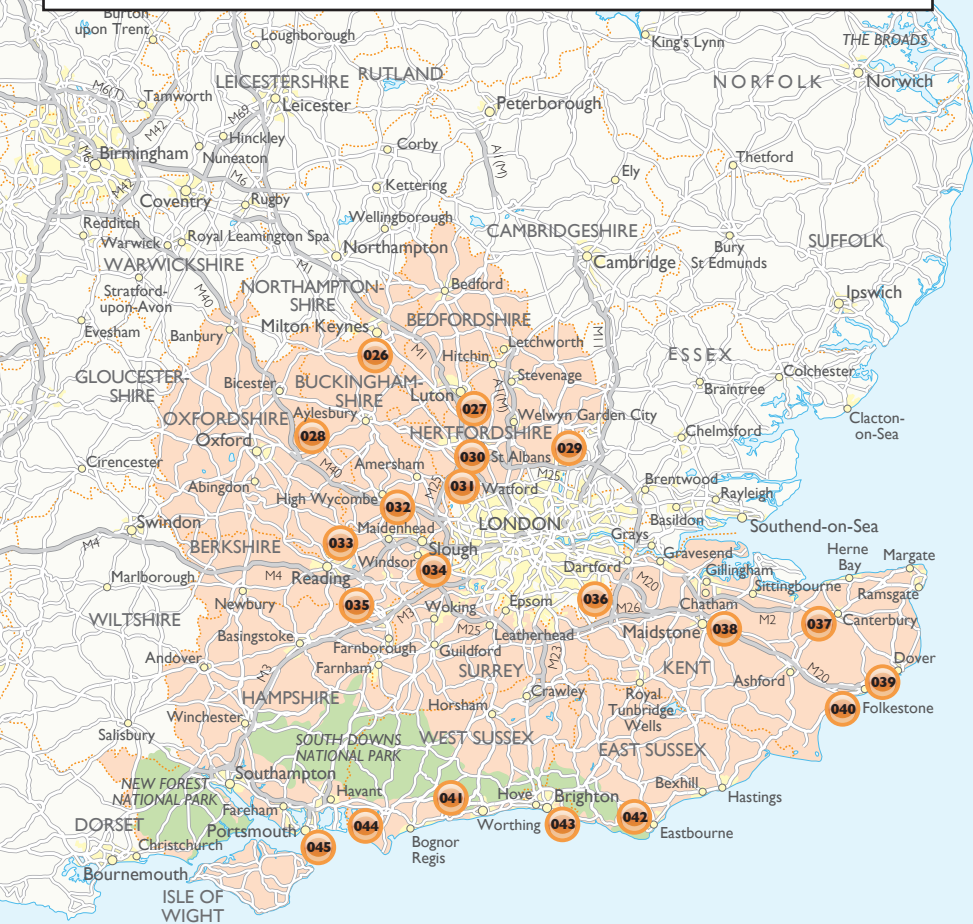 Burton
upon Trent
Loughborough
King's Lynn
THE BROADS
LEICESTERSHIRE
RUTLAND
NORFOLK
Norwich
M6(T)
Tamworth
M69
Leicester
Peterborough
M42
Hinckley
A1(M)
Birmingham
M6
Nuneaton
Corby
Thetford
Ely
M42
M6
Coventry
Rugby
Kettering
Redditch
Wellingborough
Warwick
Royal Leamington Spa
Northampton
CAMBRIDGESHIRE
Bury
St Edmunds
SUFFOLK
WARWICKSHIRE
M1
Cambridge
Stratford-
upon-Avon
M40
NORTHAMPTON-
SHIRE
Bedford
Ipswich
Evesham
Banbury
Milton Keynes
BEDFORDSHIRE
M11
026
M1
Hitchin
Letchworth
ESSEX
GLOUCESTER-
SHIRE
Bicester
BUCKINGHAM-
SHIRE
Stevenage
Braintree
Colchester
Luton
A1(M)
027
OXFORDSHIRE
Aylesbury
Welwyn Garden City
Clacton-
on-Sea
028
HERTFORDSHIRE
Chelmsford
Oxford
029
030
St Albans
Cirencester
M40
Amersham
M25
Abingdon
M25
031
Watford
Brentwood
Rayleigh
High Wycombe
032
Basildon
Swindon
Maidenhead
LONDON
Southend-on-Sea
M4
BERKSHIRE
033
Slough
Grays
Windsor
034
Gravesend
Herne
Bay
Margate
Marlborough
M4
Reading
Dartford
M20
Gillingham
Sittingbourne
Ramsgate
Newbury
035
Woking
Epsom
036
M26
Chatham
M2
WILTSHIRE
M3
M25
Leatherhead
Maidstone
038
037
Canterbury
Basingstoke
Farnborough
Guildford
Andover
Farnham
SURREY
M23
KENT
M20
Dover
M3
Ashford
039
HAMPSHIRE
Crawley
Royal
Tunbridge
Wells
040
Folkestone
Horsham
Winchester
Salisbury
SOUTH DOWNS
NATIONAL PARK
WEST SUSSEX
EAST SUSSEX
Southampton
NEW FOREST
NATIONAL PARK
Havant
Bexhill
Hastings
041
Hove
Brighton
Fareham
DORSET
Portsmouth
044
Worthing
043
042
Eastbourne
Christchurch
045
Bognor
Regis
Bournemouth
ISLE OF
WIGHT